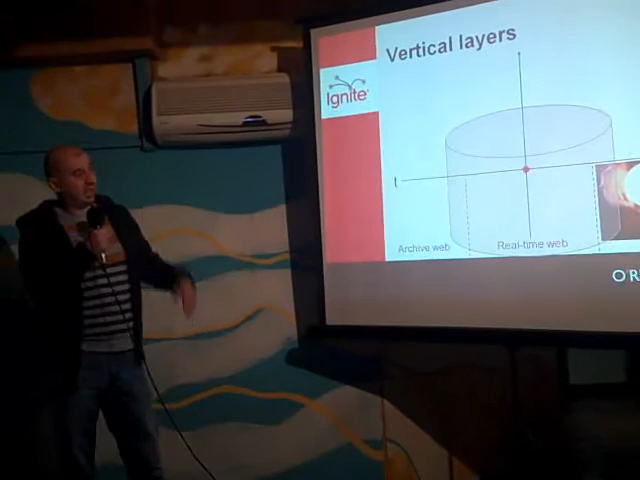 Vertical layers
Ignite
t
Archive web
Real-time web